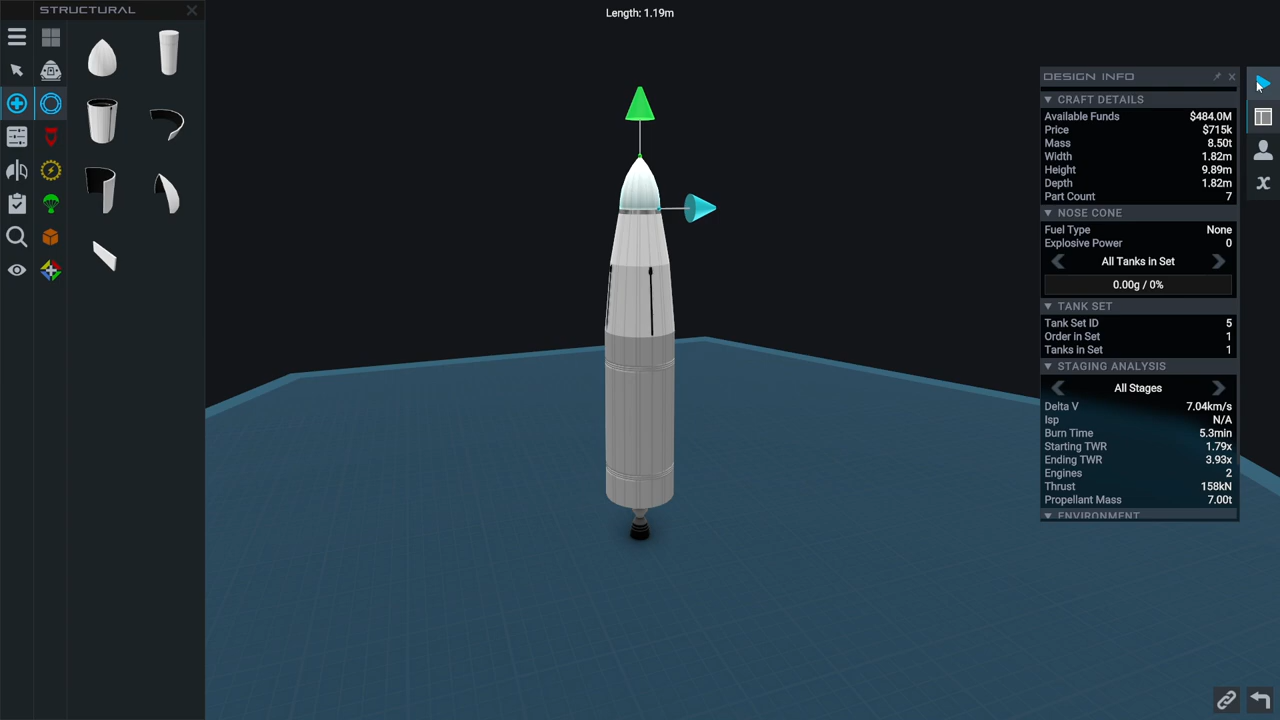 STRUCTURAL
Length: 1.19m
DESIGN INFO
CRAFT DETAILS
Available Funds $484.0M
Price $715k
Mass 8.50t
Width 1.82m
Height 9.89m
Depth 1.82m
Part Count 7
NOSE CONE
Fuel Type None
Explosive Power 0
All Tanks in Set
0.00g / 0%
TANK SET
Tank Set ID 5
Order in Set 1
Tanks in Set 1
STAGING ANALYSIS
All Stages
Delta V 7.04km/s
Isp N/A
Burn Time 5.3min
Starting TWR 1.79x
Ending TWR 3.93x
Engines 2
Thrust 158kN
Propellant Mass 7.00t
ENVIRONMENT